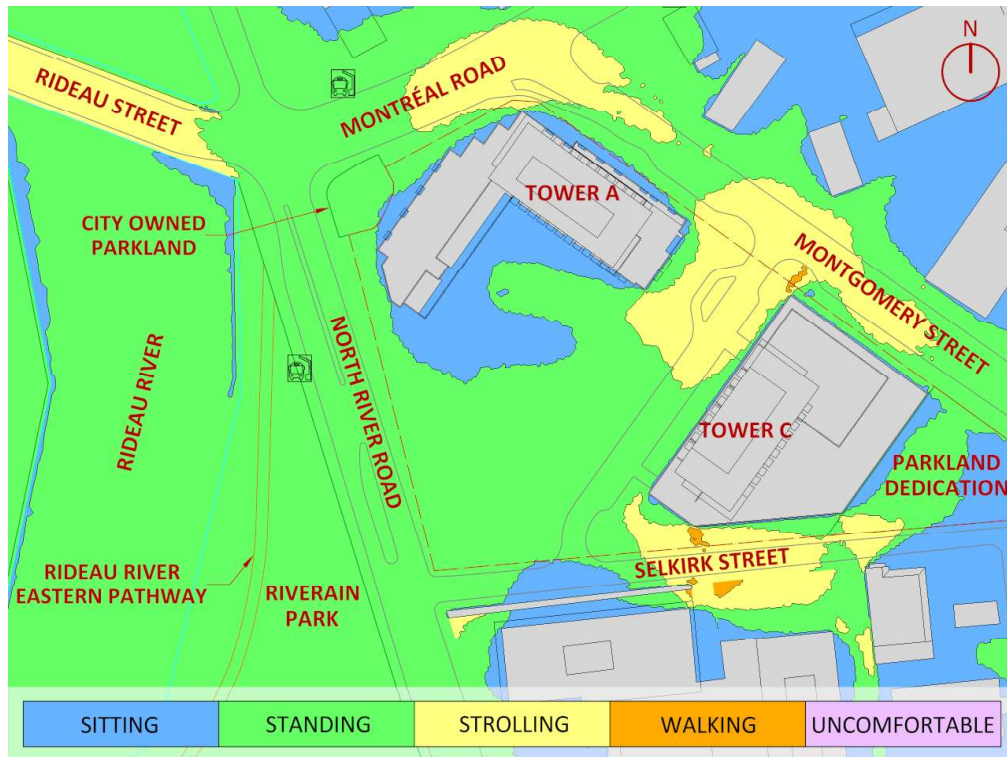 N
RIDEAU STREET
MONTRÉAL ROAD
TOWER A
CITY OWNED
PARKLAND
MONTGOMERY STREET
NORTH RIVER ROAD
RIDEAU RIVER
TOWER C
PARKLAND
DEDICATION
SELKIRK STREET
RIDEAU RIVER
EASTERN PATHWAY
RIVERAIN
PARK
SITTING
STANDING
STROLLING
WALKING
UNCOMFORTABLE